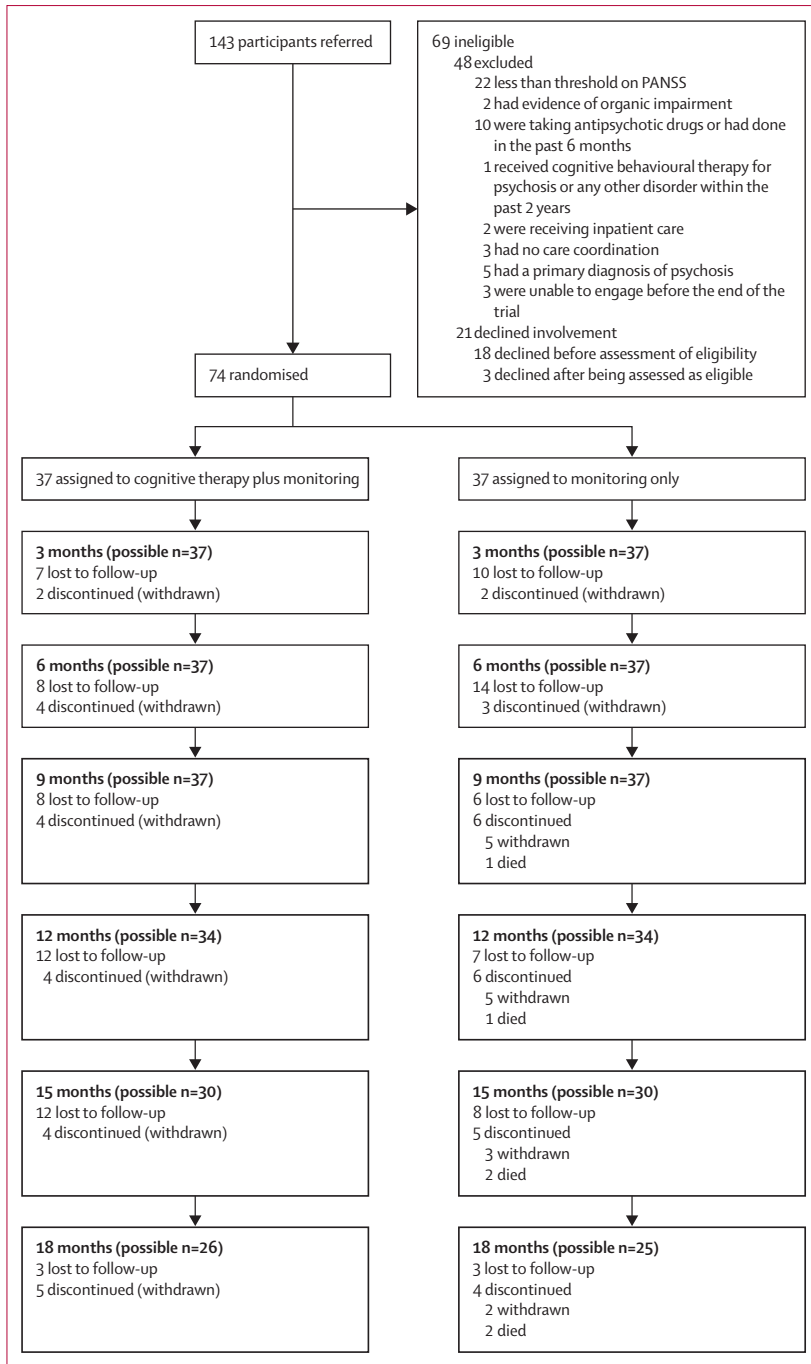 143 participants referred
69 ineligible
48 excluded
22 less than threshold on PANSS
2 had evidence of organic impairment
10 were taking antipsychotic drugs or had done
in the past 6 months
1 received cognitive behavioural therapy for
psychosis or any other disorder within the
past 2 years
2 were receiving inpatient care
3 had no care coordination
5 had a primary diagnosis of psychosis
3 were unable to engage before the end of the
trial
21 declined involvement
18 declined before assessment of eligibility
3 declined after being assessed as eligible
74 randomised
37 assigned to cognitive therapy plus monitoring
37 assigned to monitoring only
3 months (possible n=37)
7 lost to follow-up
2 discontinued (withdrawn)
3 months (possible n=37)
10 lost to follow-up
2 discontinued (withdrawn)
6 months (possible n=37)
8 lost to follow-up
4 discontinued (withdrawn)
6 months (possible n=37)
14 lost to follow-up
3 discontinued (withdrawn)
9 months (possible n=37)
8 lost to follow-up
4 discontinued (withdrawn)
9 months (possible n=37)
6 lost to follow-up
6 discontinued
5 withdrawn
1 died
12 months (possible n=34)
12 lost to follow-up
4 discontinued (withdrawn)
12 months (possible n=34)
7 lost to follow-up
6 discontinued
5 withdrawn
1 died
15 months (possible n=30)
12 lost to follow-up
4 discontinued (withdrawn)
15 months (possible n=30)
8 lost to follow-up
5 discontinued
3 withdrawn
2 died
18 months (possible n=26)
3 lost to follow-up
5 discontinued (withdrawn)
18 months (possible n=25)
3 lost to follow-up
4 discontinued
2 withdrawn
2 died